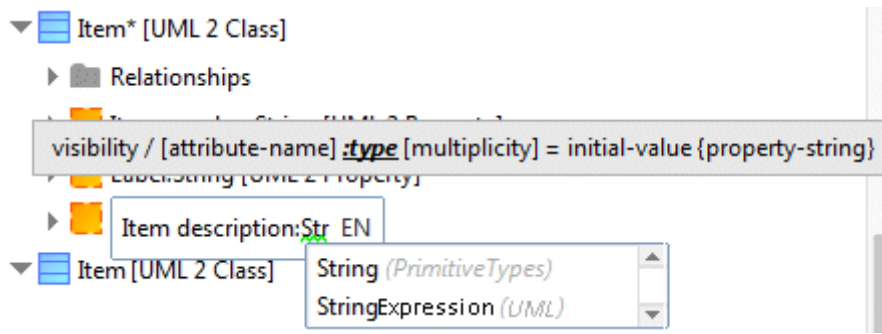 Item* [UML 2 Class]
Relationships
visibility / [attribute-name] :type [multiplicity] = initial-value {property-string}
Label:String [UML 2 Property]
Item description:Str EN
Item [UML 2 Class]
String (PrimitiveTypes)
StringExpression (UML)